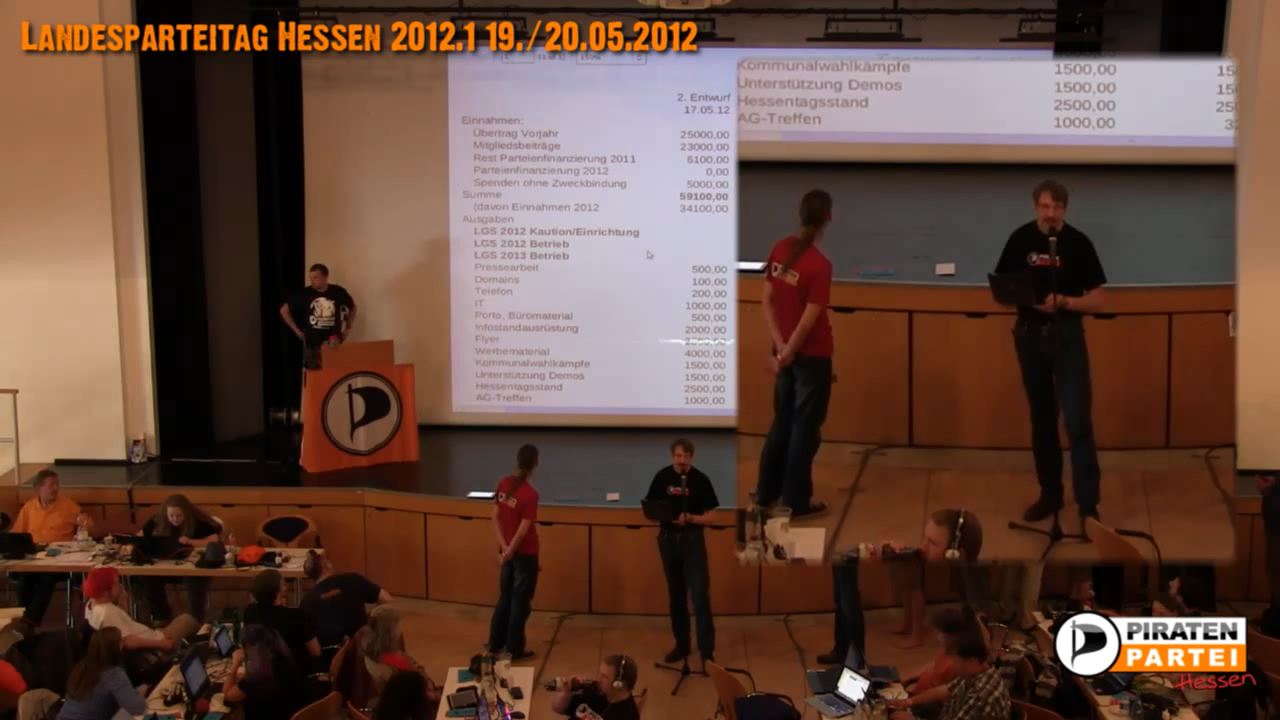 LANDESPARTEITAG HESSEN 2012.1 19./20.05.2012
2. Entwurf
17.05.12
Einnahmen:
Übertrag Vorjahr 25000,00
Mitgliedsbeiträge 23000,00
Rest Parteienfinanzierung 2011 6100,00
Parteienfinanzierung 2012 0,00
Spenden ohne Zweckbindung 5000,00
Summe 59100,00
(davon Einnahmen 2012 34100,00
Ausgaben
LGS 2012 Kaution/Einrichtung
LGS 2012 Betrieb
LGS 2013 Betrieb
Pressearbeit 500,00
Domains 100,00
Telefon 200,00
IT 1000,00
Porto, Büromaterial 500,00
Infostandausrüstung 2000,00
Flyer
Werbematerial 4000,00
Kommunalwahlkämpfe 1500,00
Unterstützung Demos 1500,00
Hessentagsstand 2500,00
AG-Treffen 1000,00
Kommunalwahlkämpfe 1500,00 15
Unterstützung Demos 1500,00 15
Hessentagsstand 2500,00 25
AG-Treffen 1000,00
PIRATEN
PARTEI
Hessen